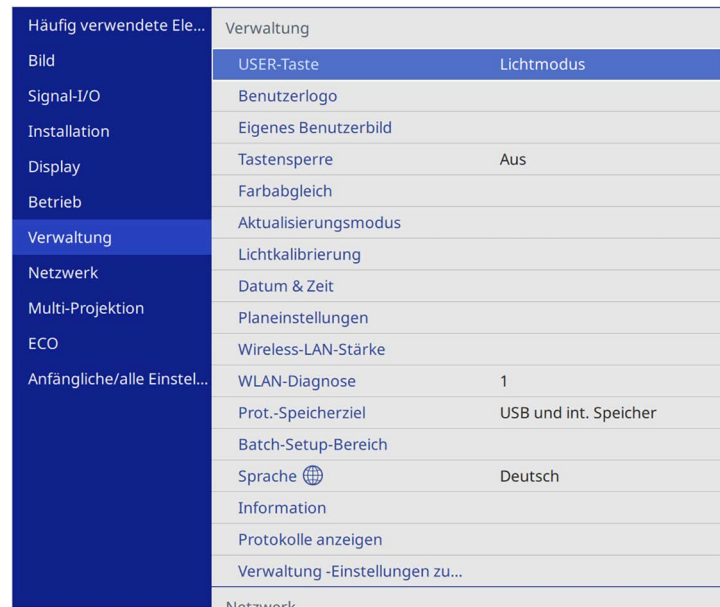 Häufig verwendete Ele...
Bild
Signal-I/O
Installation
Display
Betrieb
Verwaltung
Netzwerk
Multi-Projektion
ECO
Anfängliche/alle Einstel...
Verwaltung
USER-Taste Lichtmodus
Benutzerlogo
Eigenes Benutzerbild
Tastensperre Aus
Farbabgleich
Aktualisierungsmodus
Lichtkalibrierung
Datum & Zeit
Planeinstellungen
Wireless-LAN-Stärke
WLAN-Diagnose 1
Prot.-Speicherziel USB und int. Speicher
Batch-Setup-Bereich
Sprache Deutsch
Information
Protokolle anzeigen
Verwaltung -Einstellungen zu...
Netzwerk